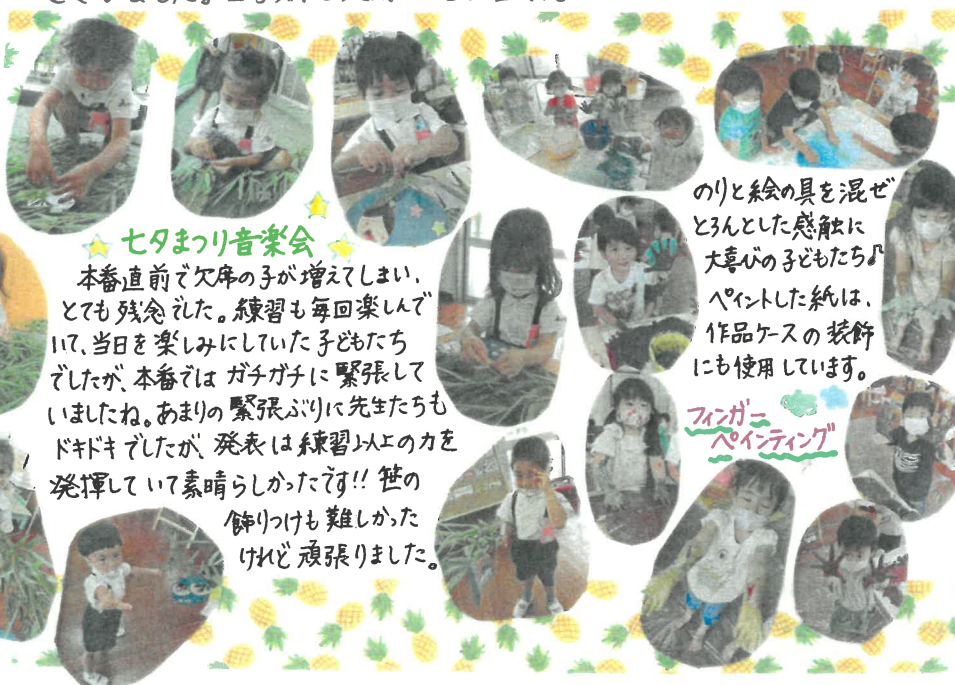 七夕まつり音楽会
本番直前で欠席の子が増えてしまい、
とても残念でした。練習も毎回楽しんで
いて、当日を楽しみにしていた子どもたち
でしたが、本番ではガチガチに緊張して
いましたね。あまりの緊張ぶりに先生たちも
ドキドキでしたが、発表は練習以上の力を
発揮していて素晴らしかったです!! 笹の
飾りつけも難しかった
けれど頑張りました。
のりと絵の具を混ぜ
とろんとした感触に
大喜びの子どもたち♪
ペイントした紙は、
作品ケースの装飾
にも使用しています。
フィンガー
ペインティング